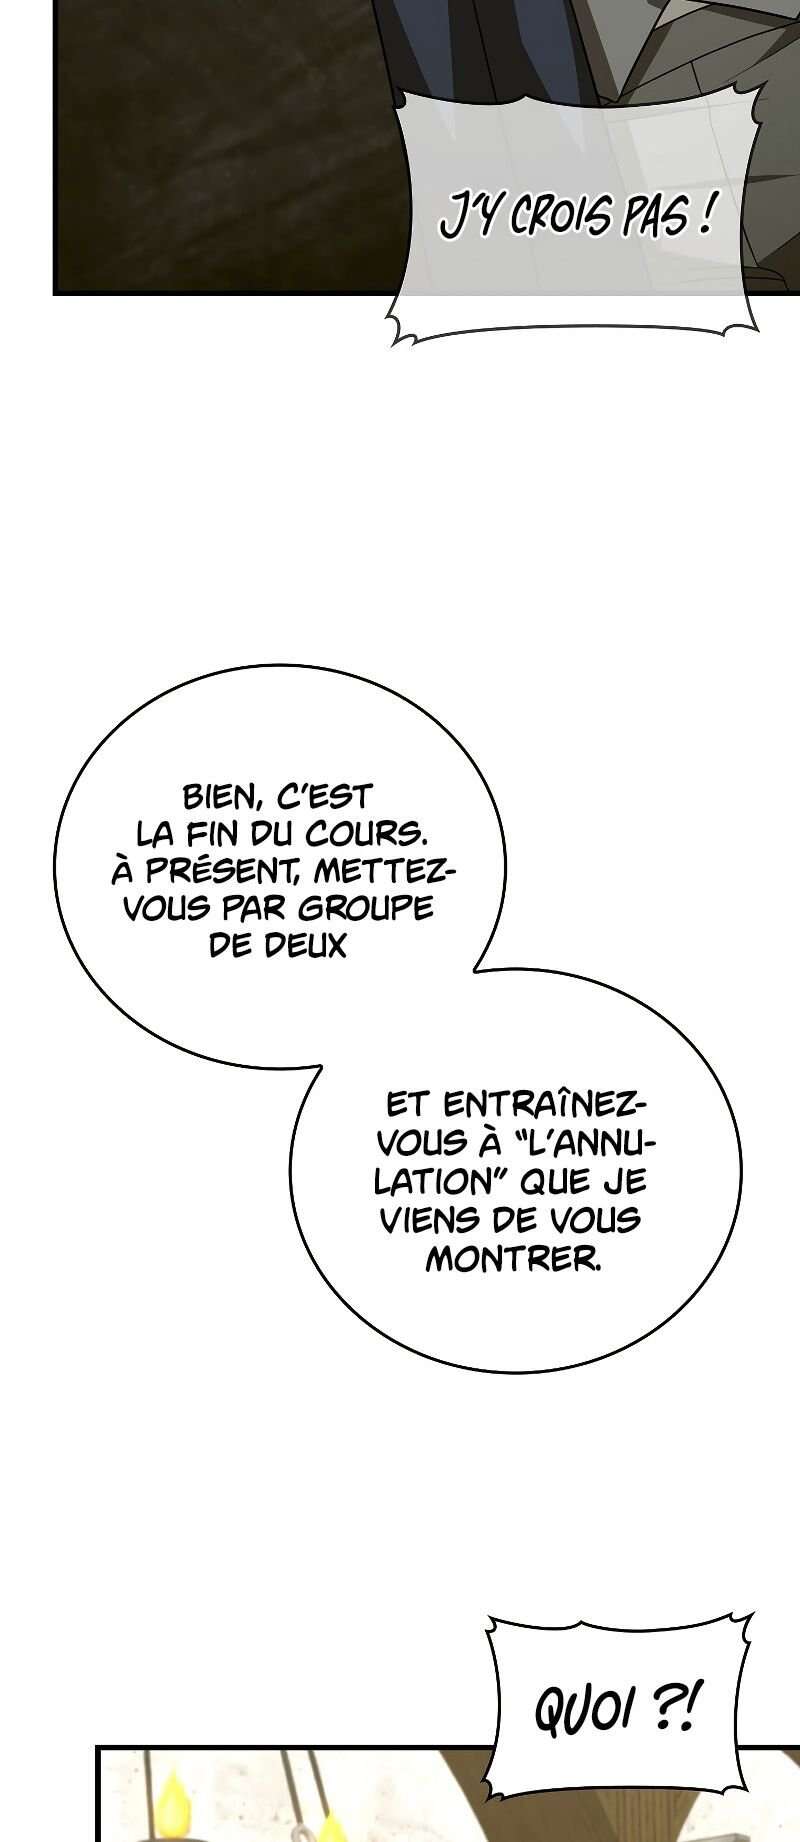 J'Y CROIS PAS !
BIEN, C'EST
LA FIN DU COURS.
À PRÉSENT, METTEZ-
VOUS PAR GROUPE
DE DEUX
ET ENTRAÎNEZ-
VOUS À "L'ANNU-
LATION" QUE JE
VIENS DE VOUS
MONTRER.
QUOI ?!